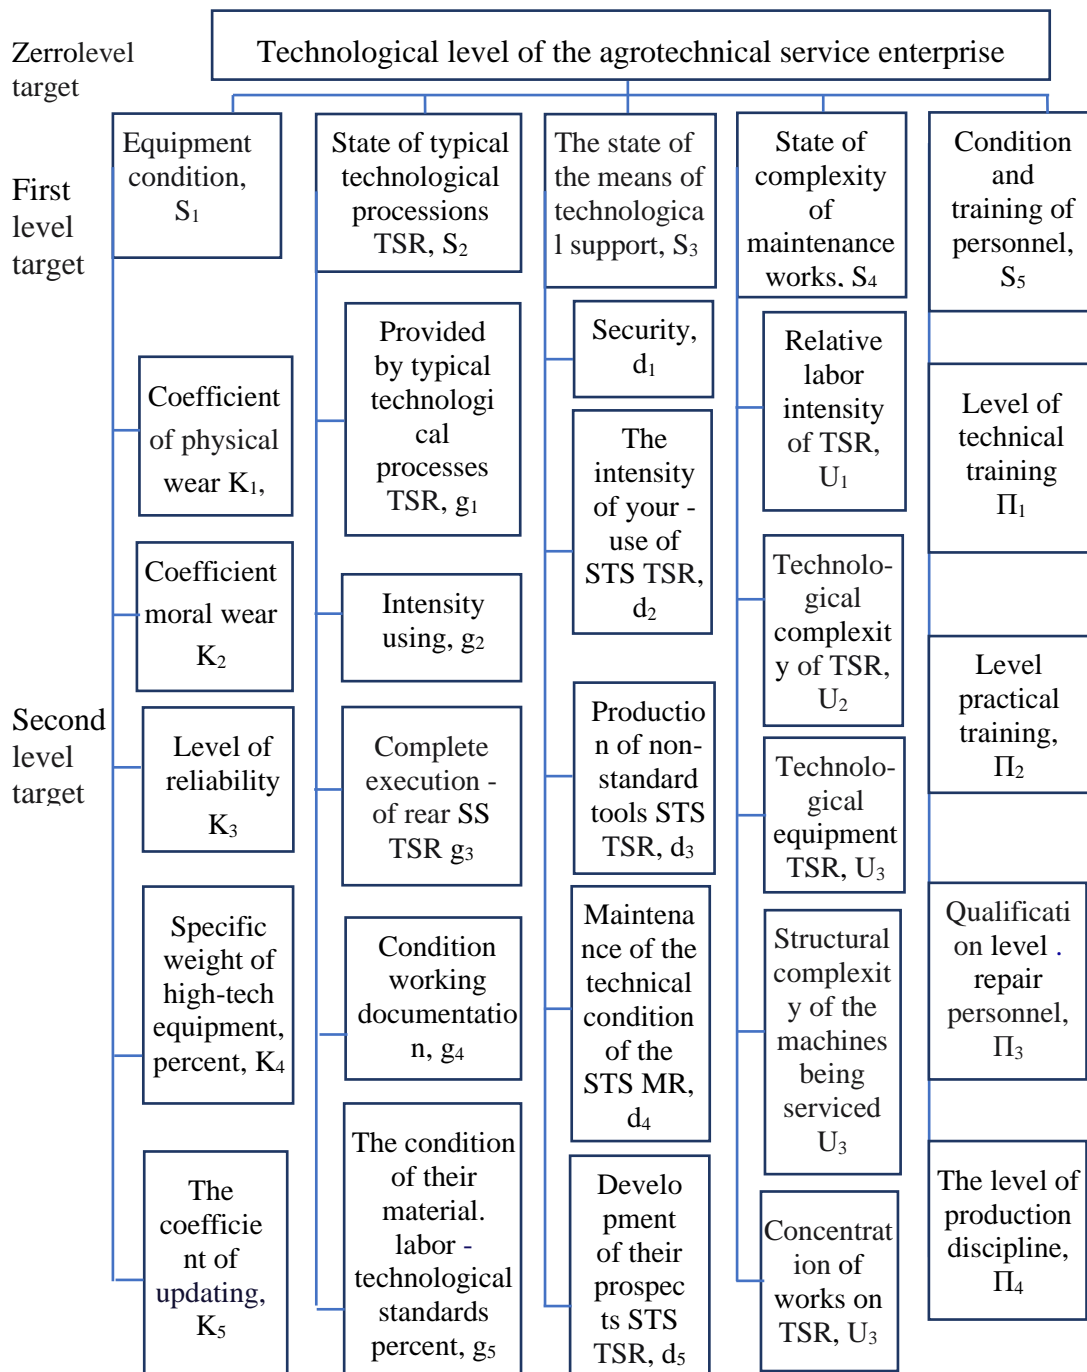 Zerrolevel
target
Technological level of the agrotechnical service enterprise
First
level
target
Equipment
condition,
S₁
State of typical
technological
processions
TSR, S₂
The state of
the means of
technologica
l support, S₃
State of
complexity
of
maintenance
works, S₄
Condition
and
training of
personnel,
S₅
Second
level
target
Coefficient
of physical
wear K₁,
Coefficient
moral wear
K₂
Level of
reliability
K₃
Specific
weight of
high-tech
equipment,
percent, K₄
The
coefficie
nt of
updating,
K₅
Provided
by typical
technologi
cal
processes
TSR, g₁
Intensity
using, g₂
Complete
execution -
of rear SS
TSR g₃
Condition
working
documentatio
n, g₄
The condition
of their
material.
labor -
technological
standards
percent, g₅
Security,
d₁
The
intensity
of your -
use of
STS TSR,
d₂
Productio
n of non-
standard
tools STS
TSR, d₃
Maintena
nce of the
technical
condition
of the
STS MR,
d₄
Develo
pment
of their
prospec
ts STS
TSR, d₅
Relative
labor
intensity
of TSR,
U₁
Technolo-
gical
complexit
y of TSR,
U₂
Technolo-
gical
equipment
TSR, U₃
Structural
complexit
y of the
machines
being
serviced
U₃
Concentrat
ion of
works on
TSR, U₃
Level of
technical
training
Π₁
Level
practical
training,
Π₂
Qualificati
on level .
repair
personnel,
Π₃
The level of
production
discipline,
Π₄